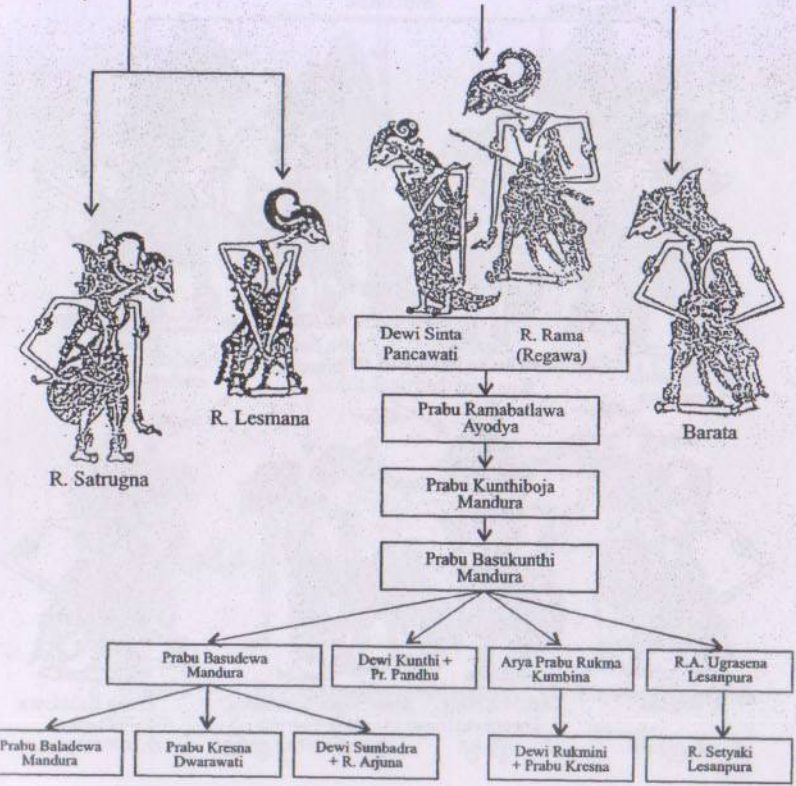 Dewi Sinta
Pancawati
R. Rama
(Regawa)
R. Lesmana
Barata
R. Satrugna
Prabu Ramabatlawa
Ayodya
Prabu Kunthiboja
Mandura
Prabu Basukunthi
Mandura
Prabu Basudewa
Mandura
Dewi Kunthi +
Pr. Pandhu
Arya Prabu Rukma
Kumbina
R.A. Ugrasena
Lesanpura
Prabu Baladewa
Mandura
Prabu Kresna
Dwarawati
Dewi Sumbadra
+ R. Arjuna
Dewi Rukmini
+ Prabu Kresna
R. Setyaki
Lesanpura